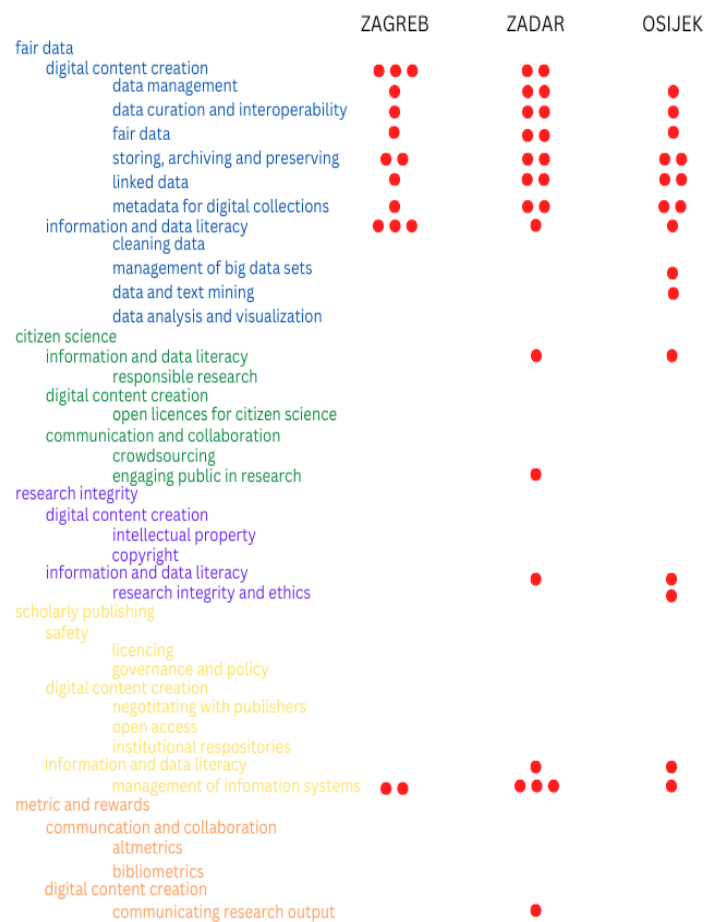 ZAGREB ZADAR OSIJEK
fair data
digital content creation
data management
data curation and interoperability
fair data
storing, archiving and preserving
linked data
metadata for digital collections
information and data literacy
cleaning data
management of big data sets
data and text mining
data analysis and visualization
citizen science
information and data literacy
responsible research
digital content creation
open licences for citizen science
communication and collaboration
crowdsourcing
engaging public in research
research integrity
digital content creation
intellectual property
copyright
information and data literacy
research integrity and ethics
scholarly publishing
safety
licencing
governance and policy
digital content creation
negotitating with publishers
open access
institutional respositories
information and data literacy
management of infomation systems
metric and rewards
communcation and collaboration
altmetrics
bibliometrics
digital content creation
communicating research output